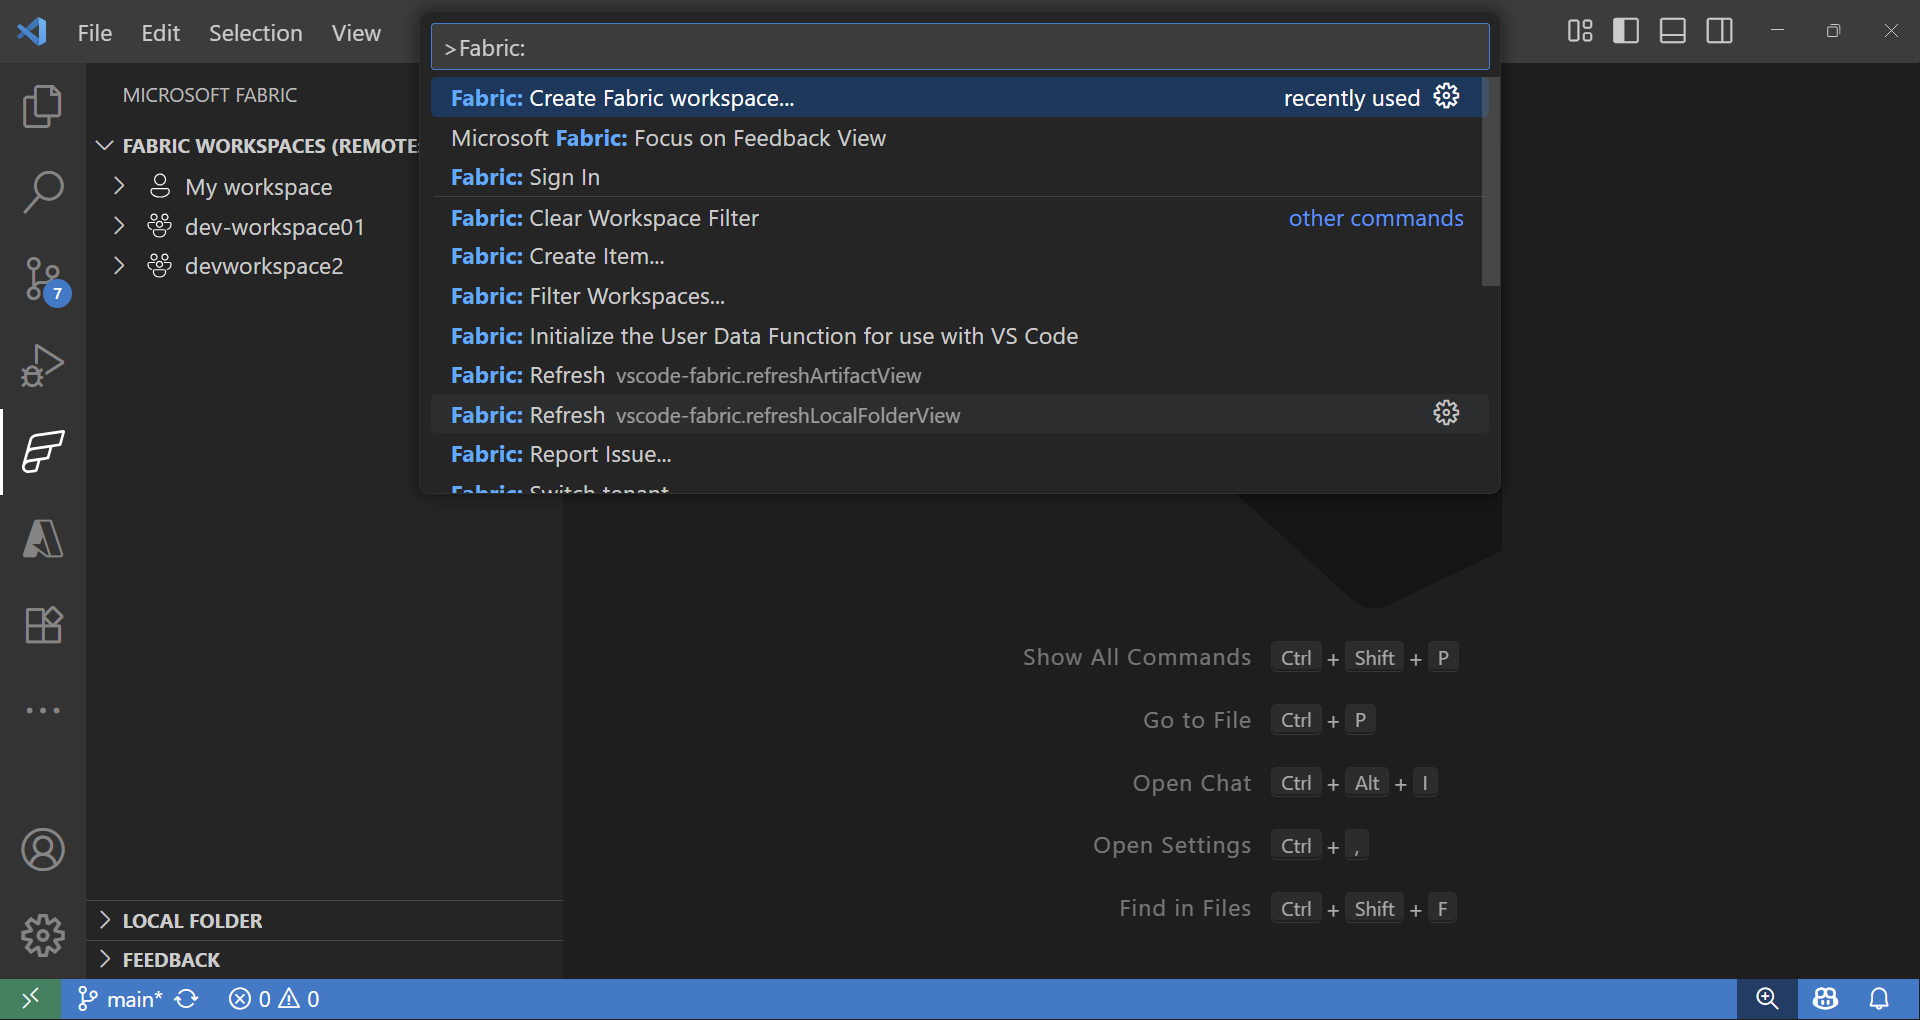 File Edit Selection View
>Fabric:
MICROSOFT FABRIC
FABRIC WORKSPACES (REMOTE
My workspace
dev-workspace01
devworkspace2
Fabric: Create Fabric workspace... recently used
Microsoft Fabric: Focus on Feedback View
Fabric: Sign In
Fabric: Clear Workspace Filter other commands
Fabric: Create Item...
Fabric: Filter Workspaces...
Fabric: Initialize the User Data Function for use with VS Code
Fabric: Refresh vscode-fabric.refreshArtifactView
Fabric: Refresh vscode-fabric.refreshLocalFolderView
Fabric: Report Issue...
Fabric: Switch tenant
7
Show All Commands Ctrl + Shift + P
Go to File Ctrl + P
Open Chat Ctrl + Alt + I
Open Settings Ctrl + ,
Find in Files Ctrl + Shift + F
LOCAL FOLDER
FEEDBACK
main* 0 0